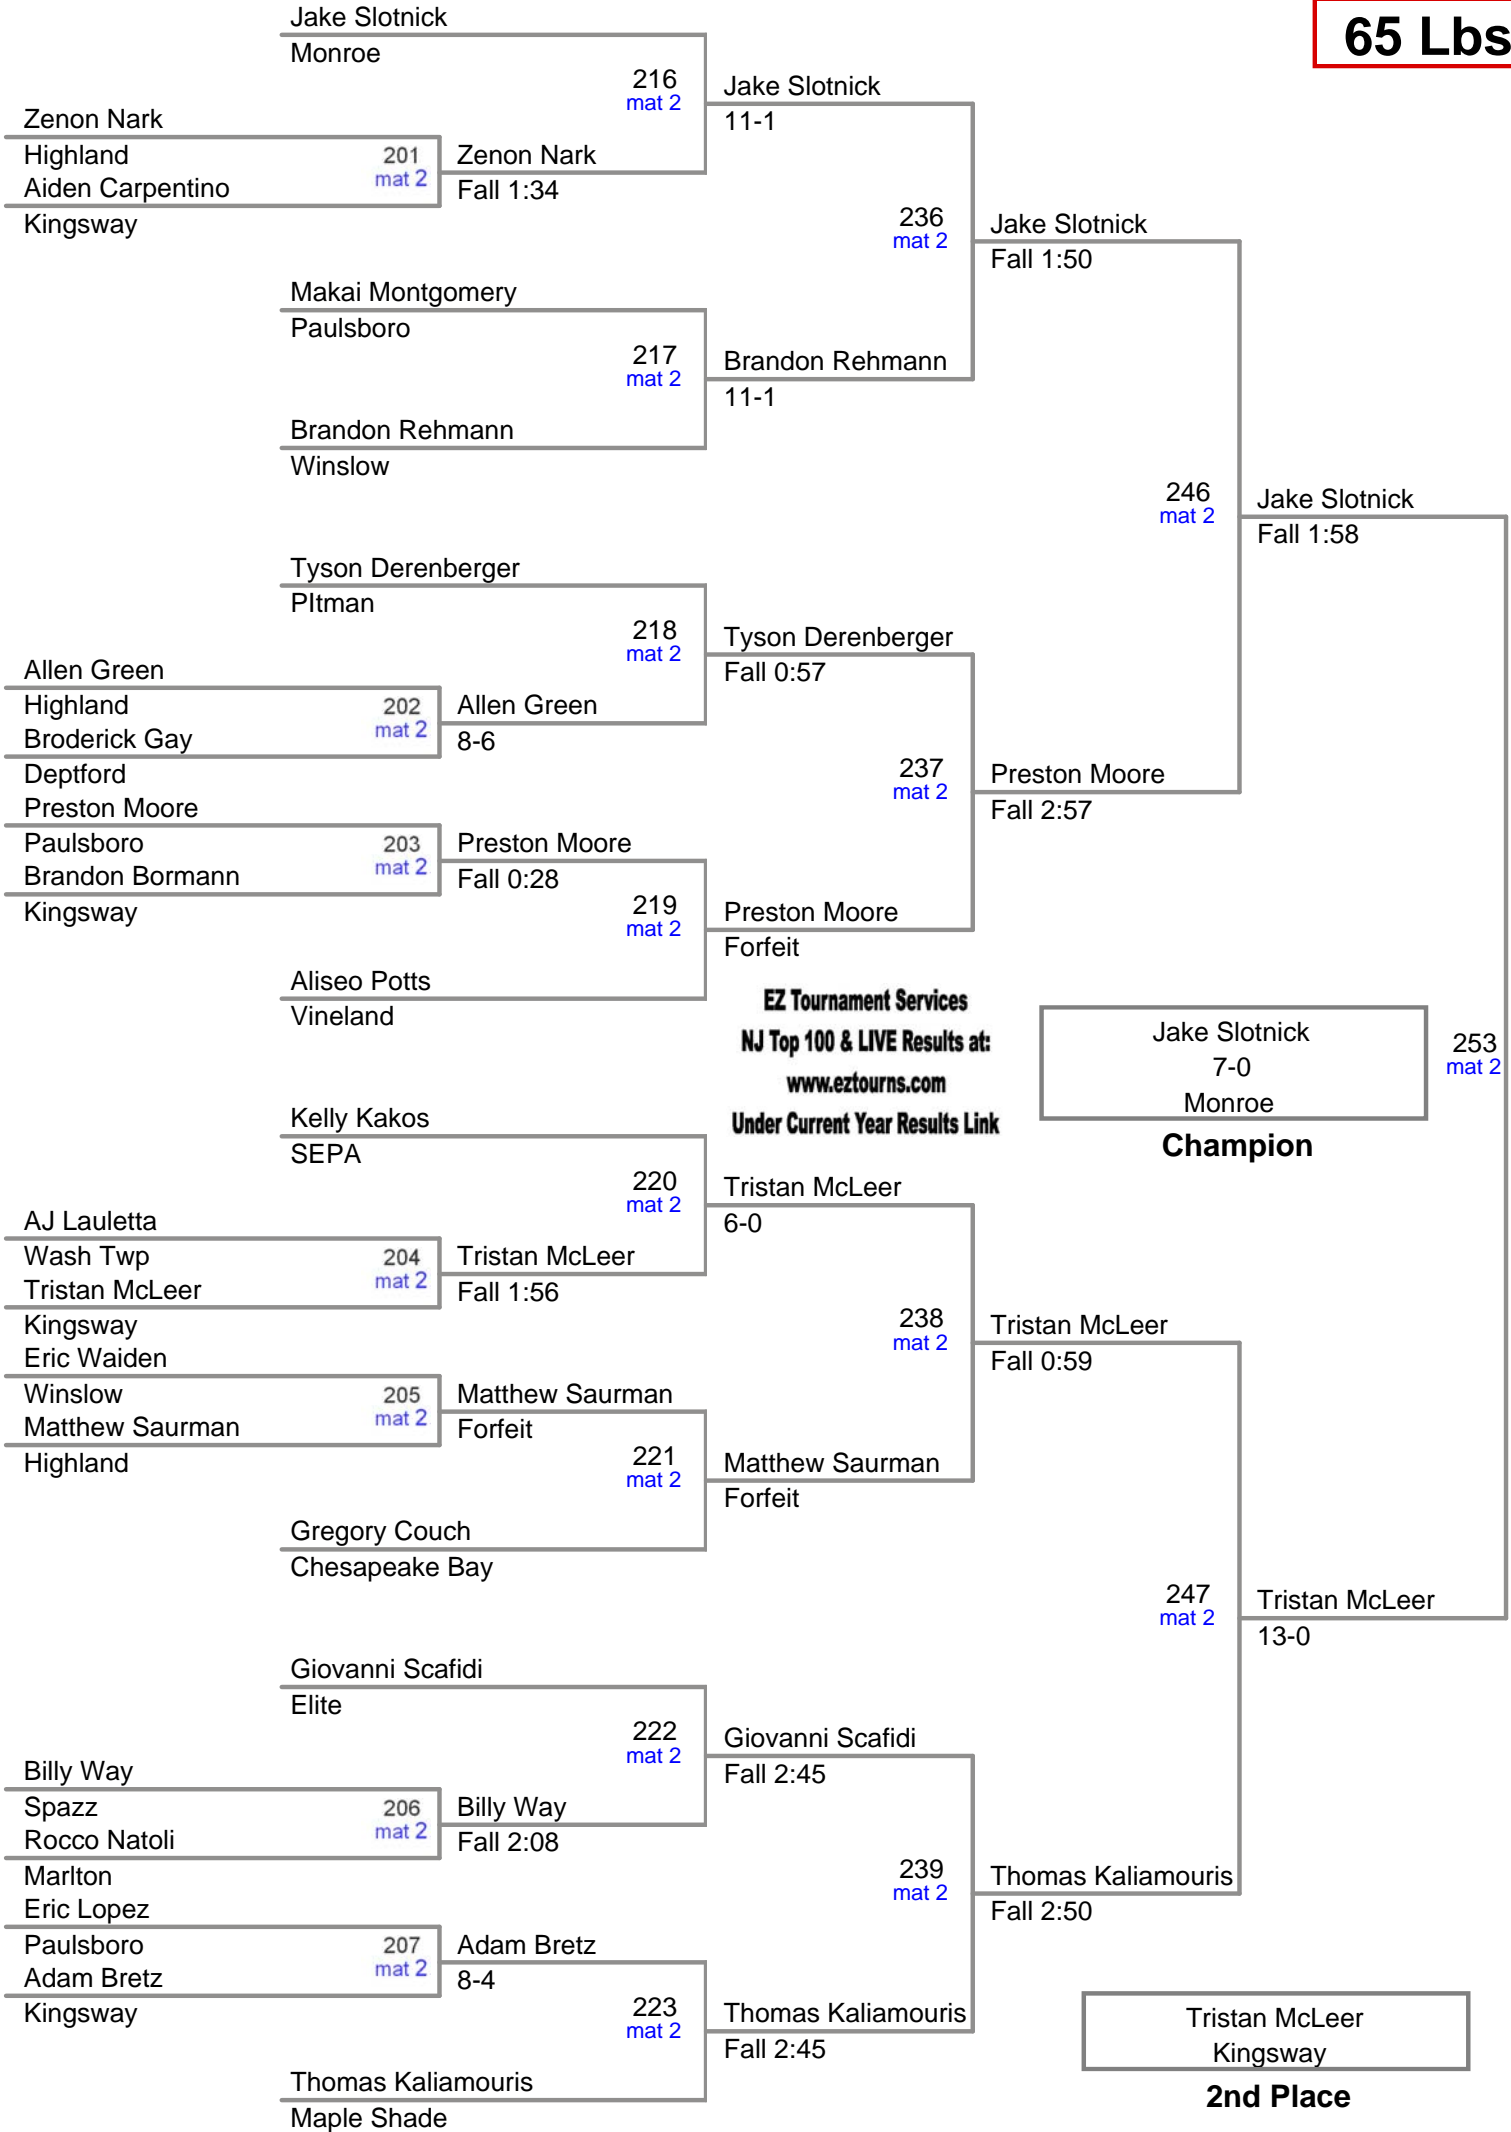 65 Lbs
Jake Slotnick
Monroe
216
mat 2
Jake Slotnick
11-1
Zenon Nark
Highland
201
mat 2
Aiden Carpentino
Kingsway
Zenon Nark
Fall 1:34
236
mat 2
Jake Slotnick
Fall 1:50
Makai Montgomery
Paulsboro
217
mat 2
Brandon Rehmann
11-1
Brandon Rehmann
Winslow
246
mat 2
Jake Slotnick
Fall 1:58
Tyson Derenberger
PItman
218
mat 2
Tyson Derenberger
Fall 0:57
Allen Green
Highland
202
mat 2
Broderick Gay
Deptford
Allen Green
8-6
237
mat 2
Preston Moore
Fall 2:57
Preston Moore
Paulsboro
203
mat 2
Brandon Bormann
Kingsway
Preston Moore
Fall 0:28
219
mat 2
Preston Moore
Forfeit
Aliseo Potts
Vineland
EZ Tournament Services
NJ Top 100 & LIVE Results at:
www.eztourns.com
Under Current Year Results Link
Jake Slotnick
7-0
Monroe
Champion
253
mat 2
Kelly Kakos
SEPA
220
mat 2
Tristan McLeer
6-0
AJ Lauletta
Wash Twp
204
mat 2
Tristan McLeer
Kingsway
Tristan McLeer
Fall 1:56
238
mat 2
Tristan McLeer
Fall 0:59
Eric Waiden
Winslow
205
mat 2
Matthew Saurman
Highland
Matthew Saurman
Forfeit
221
mat 2
Matthew Saurman
Forfeit
Gregory Couch
Chesapeake Bay
247
mat 2
Tristan McLeer
13-0
Giovanni Scafidi
Elite
222
mat 2
Giovanni Scafidi
Fall 2:45
Billy Way
Spazz
206
mat 2
Rocco Natoli
Marlton
Billy Way
Fall 2:08
239
mat 2
Thomas Kaliamouris
Fall 2:50
Eric Lopez
Paulsboro
207
mat 2
Adam Bretz
Kingsway
Adam Bretz
8-4
223
mat 2
Thomas Kaliamouris
Fall 2:45
Thomas Kaliamouris
Maple Shade
Tristan McLeer
Kingsway
2nd Place